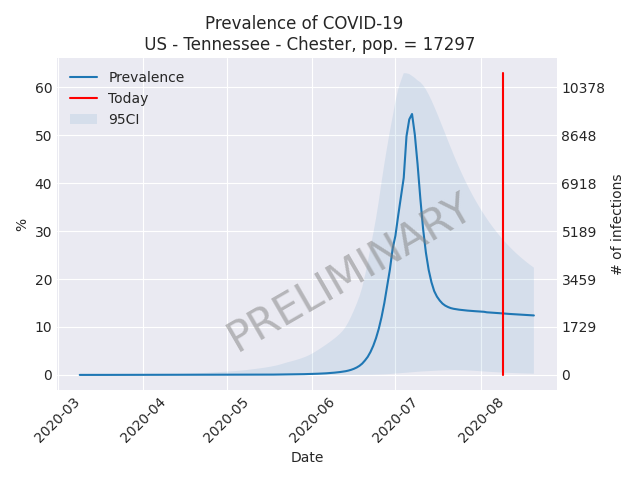 Prevalence of COVID-19
US - Tennessee - Chester, pop. = 17297
Prevalence
Today
95CI
60
50
40
30
20
10
0
%
10378
8648
6918
5189
3459
1729
0
# of infections
PRELIMINARY
2020-03
2020-04
2020-05
2020-06
2020-07
2020-08
Date